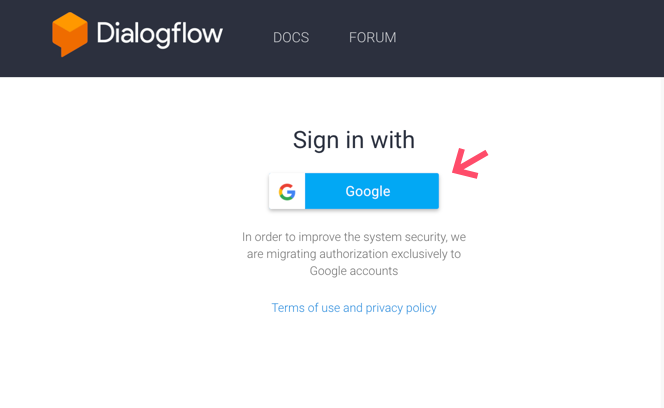 Dialogflow DOCS FORUM
Sign in with
Google
In order to improve the system security, we
are migrating authorization exclusively to
Google accounts
Terms of use and privacy policy